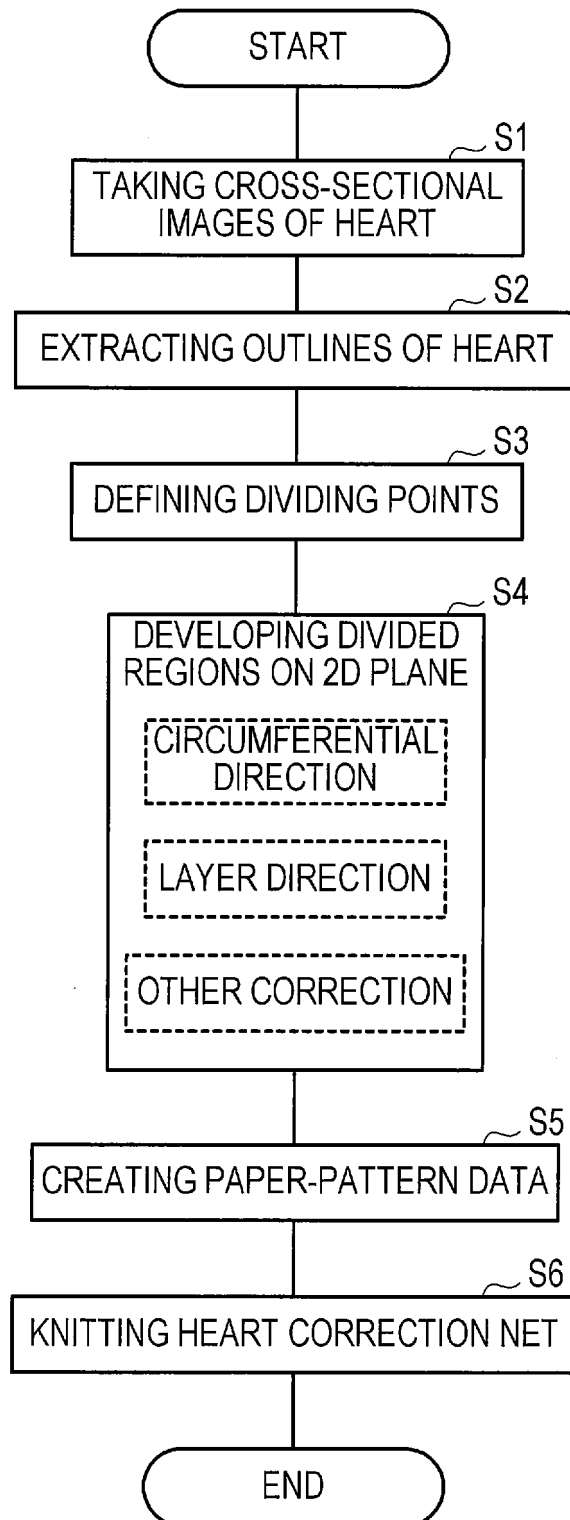 START
S1
TAKING CROSS-SECTIONAL
IMAGES OF HEART
S2
EXTRACTING OUTLINES OF HEART
S3
DEFINING DIVIDING POINTS
S4
DEVELOPING DIVIDED
REGIONS ON 2D PLANE
CIRCUMFERENTIAL
DIRECTION
LAYER DIRECTION
OTHER CORRECTION
S5
CREATING PAPER-PATTERN DATA
S6
KNITTING HEART CORRECTION NET
END